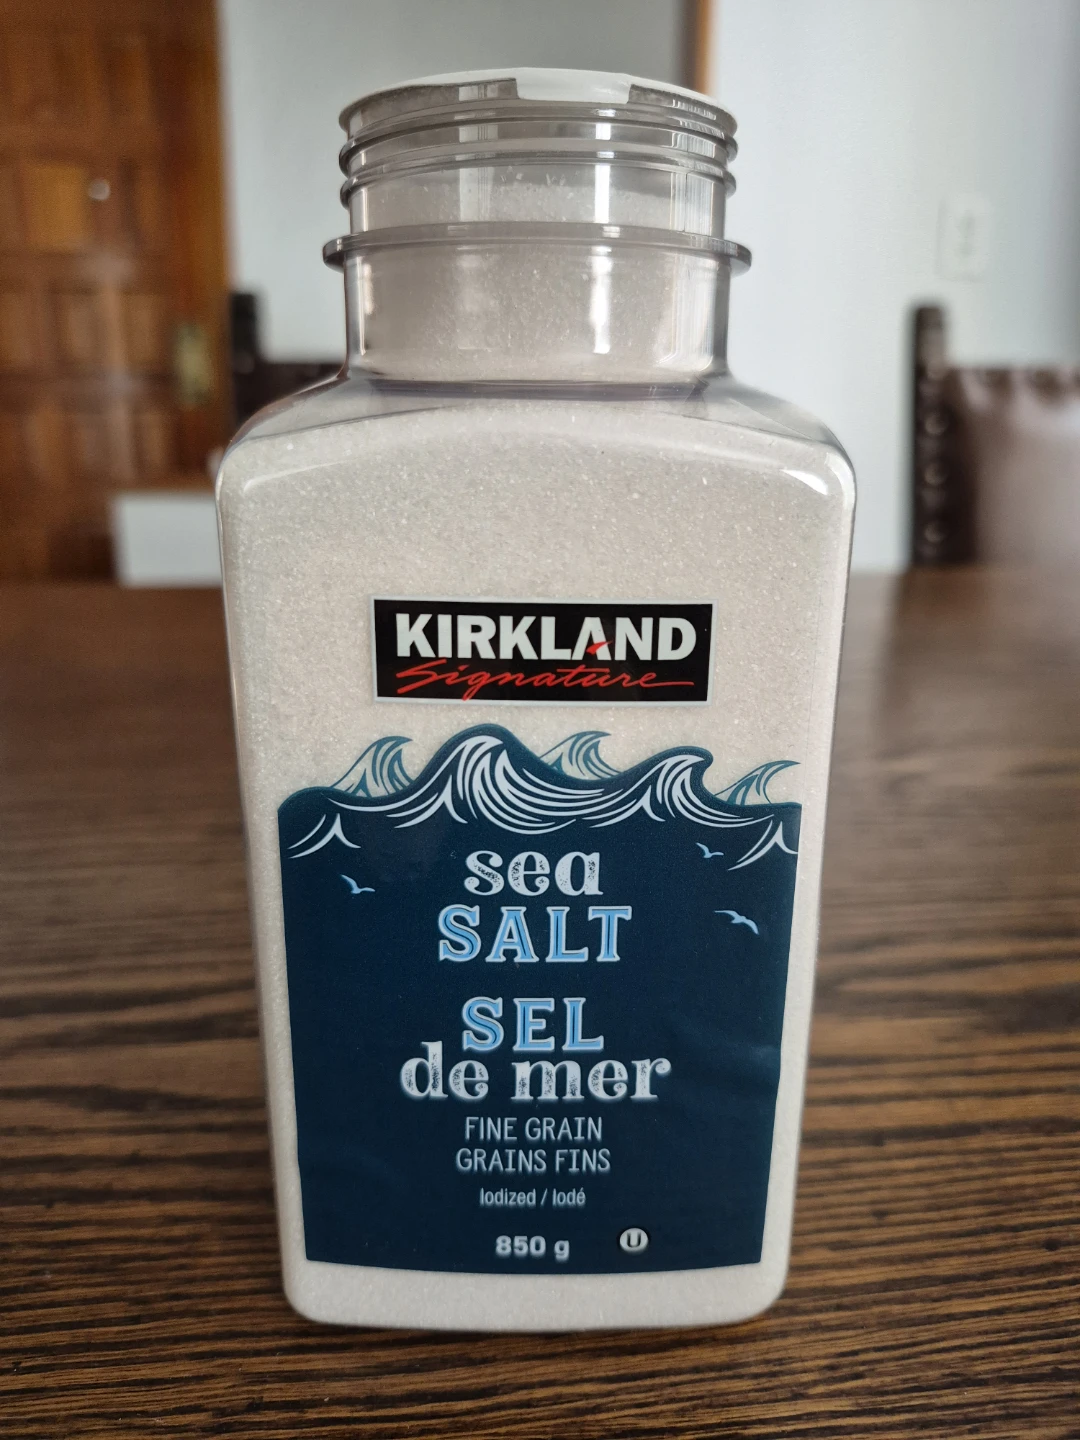 KIRKLAND
Signature
sea
SALT
SEL
de mer
FINE GRAIN
GRAINS FINS
Iodized / Iodé
850 g
U